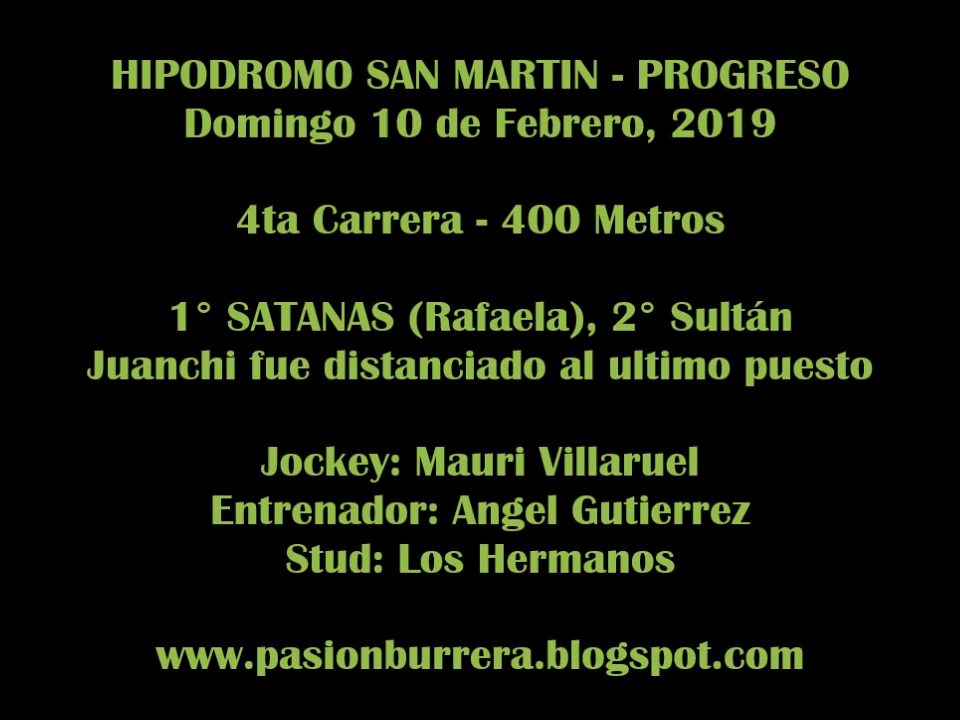 HIPODROMO SAN MARTIN - PROGRESO
Domingo 10 de Febrero, 2019
4ta Carrera - 400 Metros
1° SATANAS (Rafaela), 2° Sultán
Juanchi fue distanciado al ultimo puesto
Jockey: Mauri Villaruel
Entrenador: Angel Gutierrez
Stud: Los Hermanos
www.pasionburrera.blogspot.com